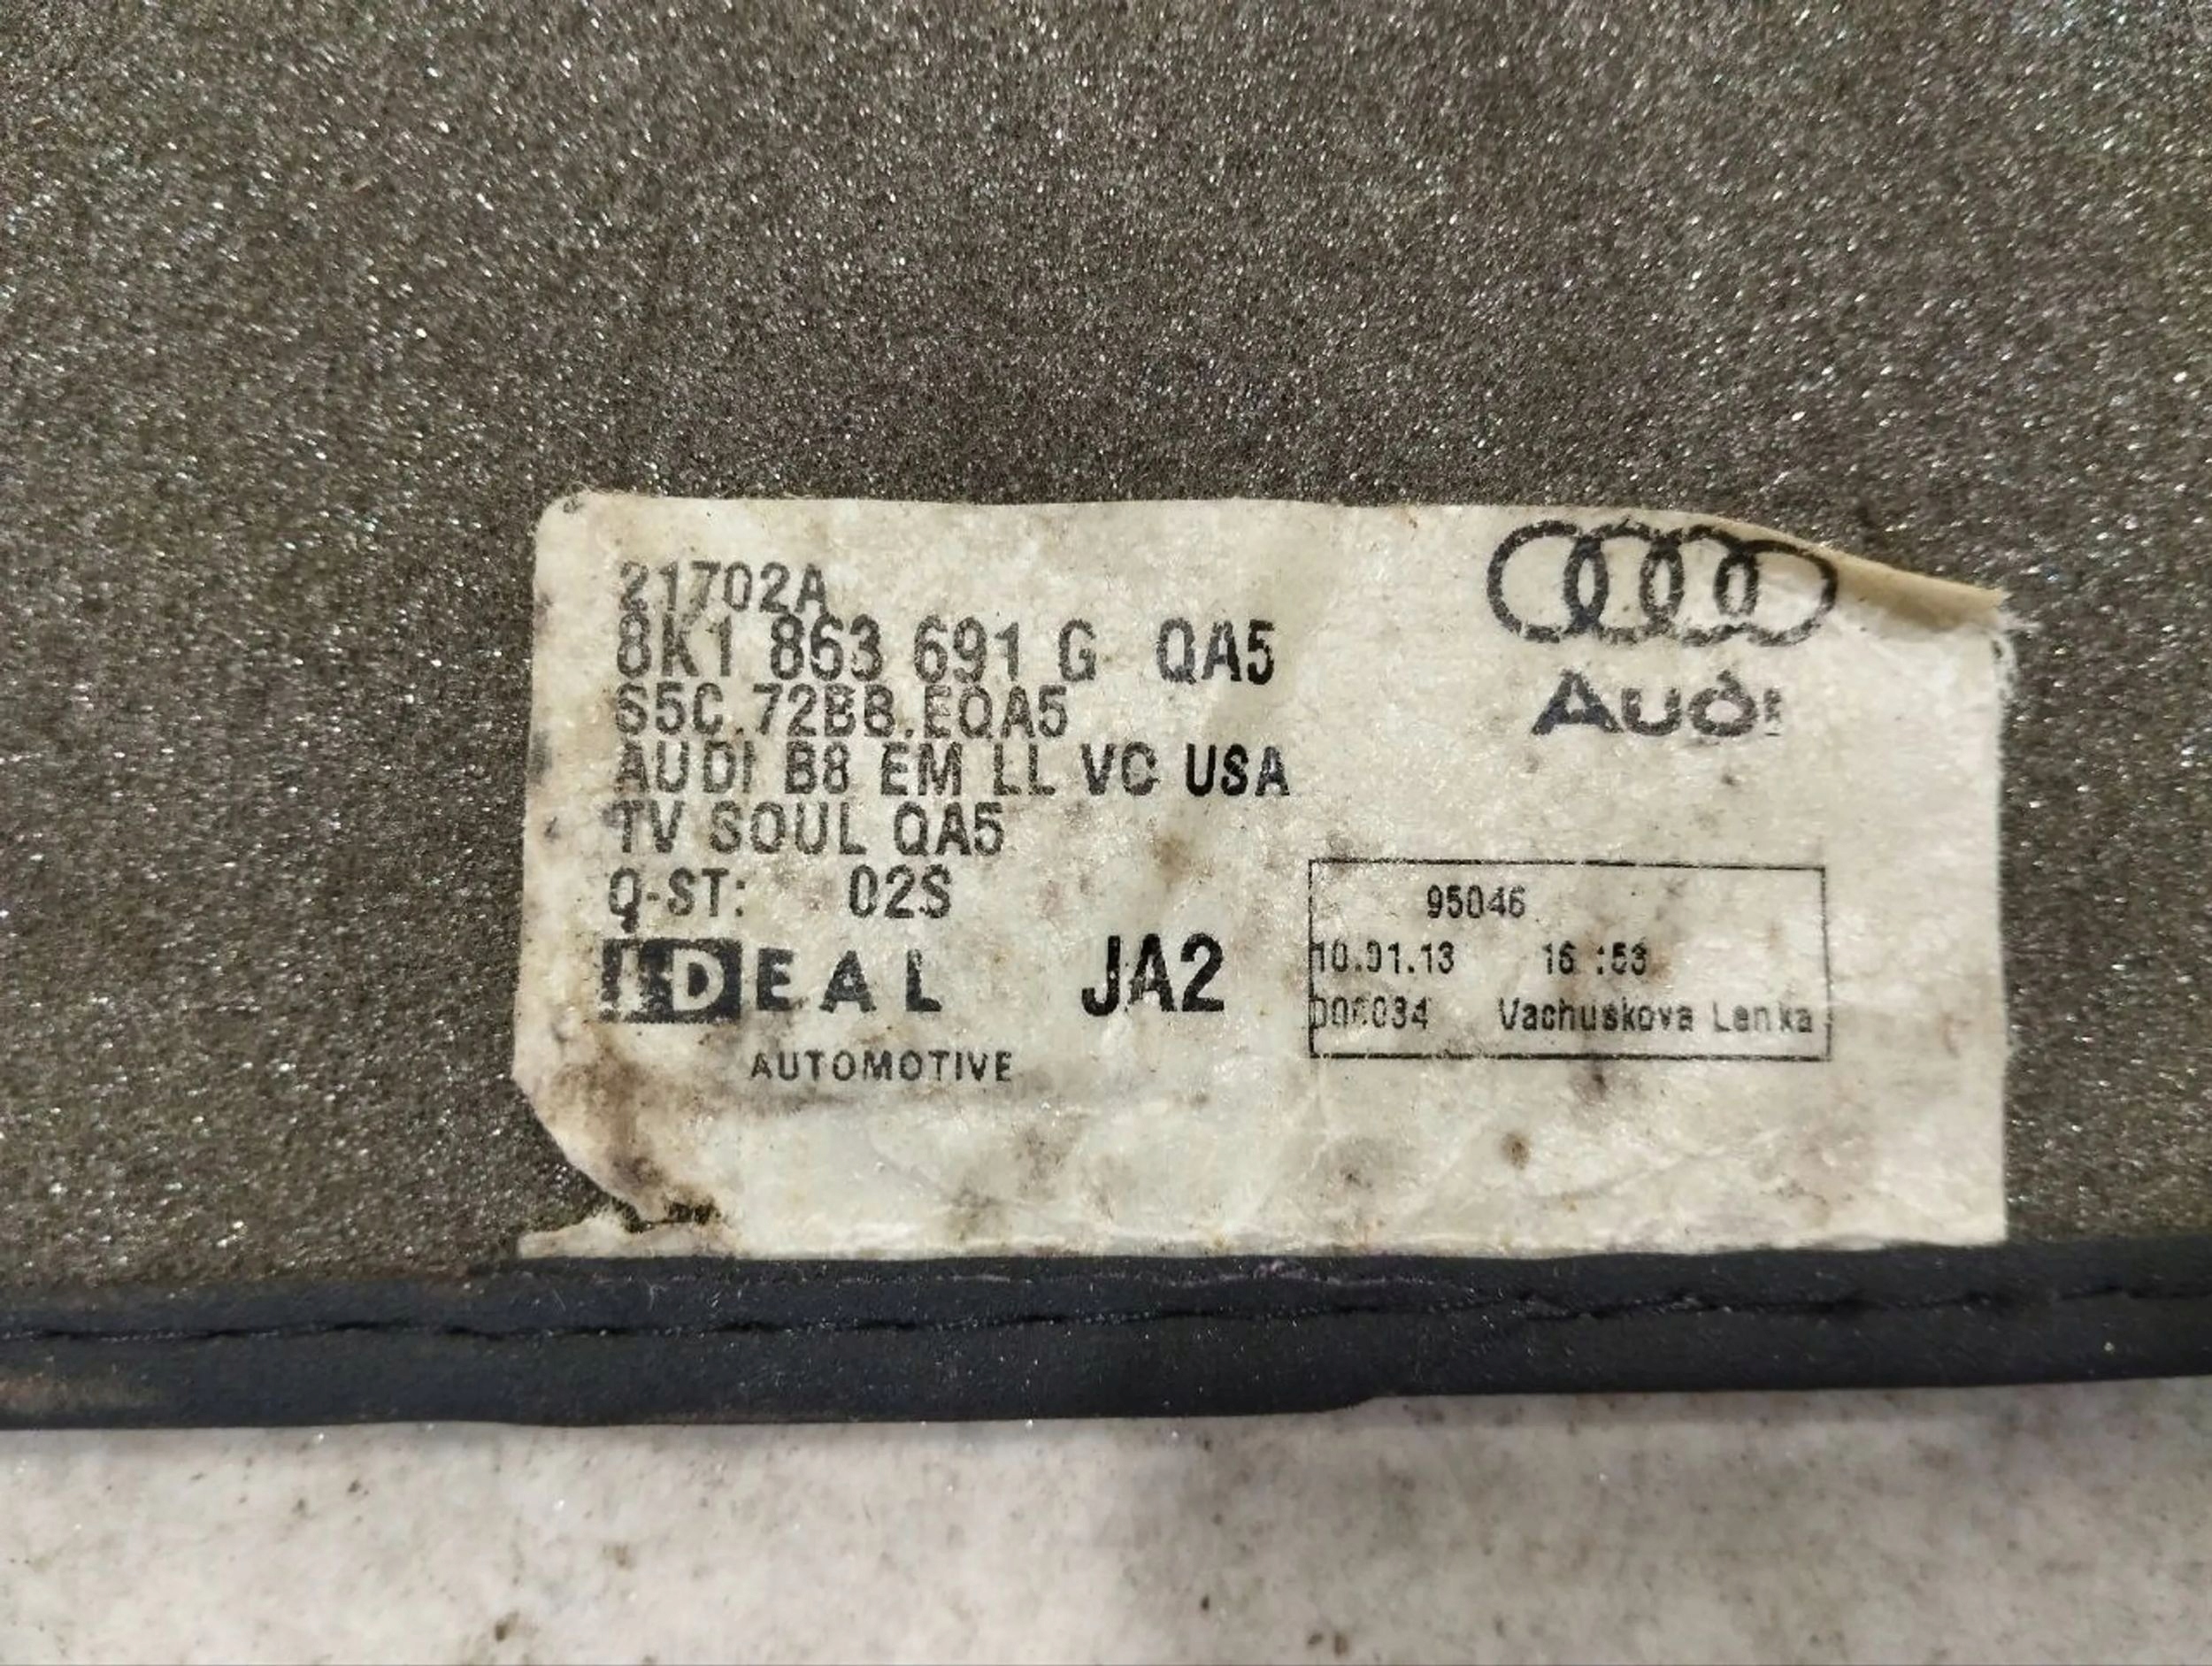 21702A
8K1 863 691 G QA5
65C.72BB.EQA5
AUDI B8 EM LL VC USA
TV SOUL QA5
Q-ST: 02S
IDEAL
AUTOMOTIVE
JA2
Audi
95046
10.01.13 16:53
Vachuskova Lenka